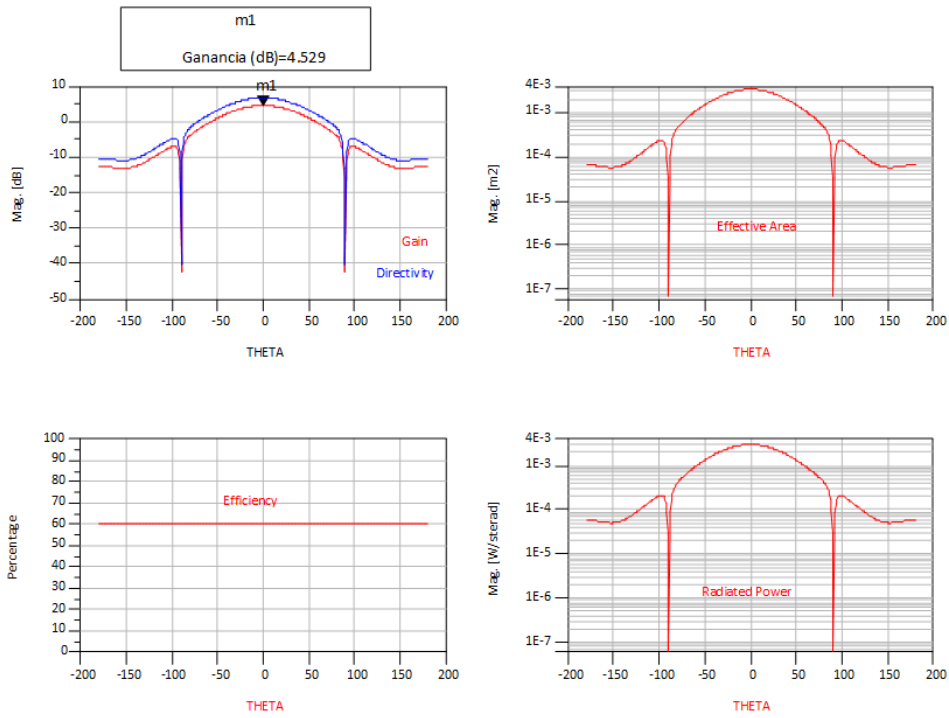 m1
Ganancia (dB)=4.529
m1
10
0
-10
-20
-30
-40
-50
Mag. [dB]
Gain
Directivity
-200 -150 -100 -50 0 50 100 150 200
THETA
4E-3
1E-3
1E-4
1E-5
1E-6
1E-7
Mag. [m2]
Effective Area
-200 -150 -100 -50 0 50 100 150 200
THETA
100
90
80
70
60
50
40
30
20
10
0
Percentage
Efficiency
-200 -150 -100 -50 0 50 100 150 200
THETA
4E-3
1E-3
1E-4
1E-5
1E-6
1E-7
Mag. [W/sterad]
Radiated Power
-200 -150 -100 -50 0 50 100 150 200
THETA